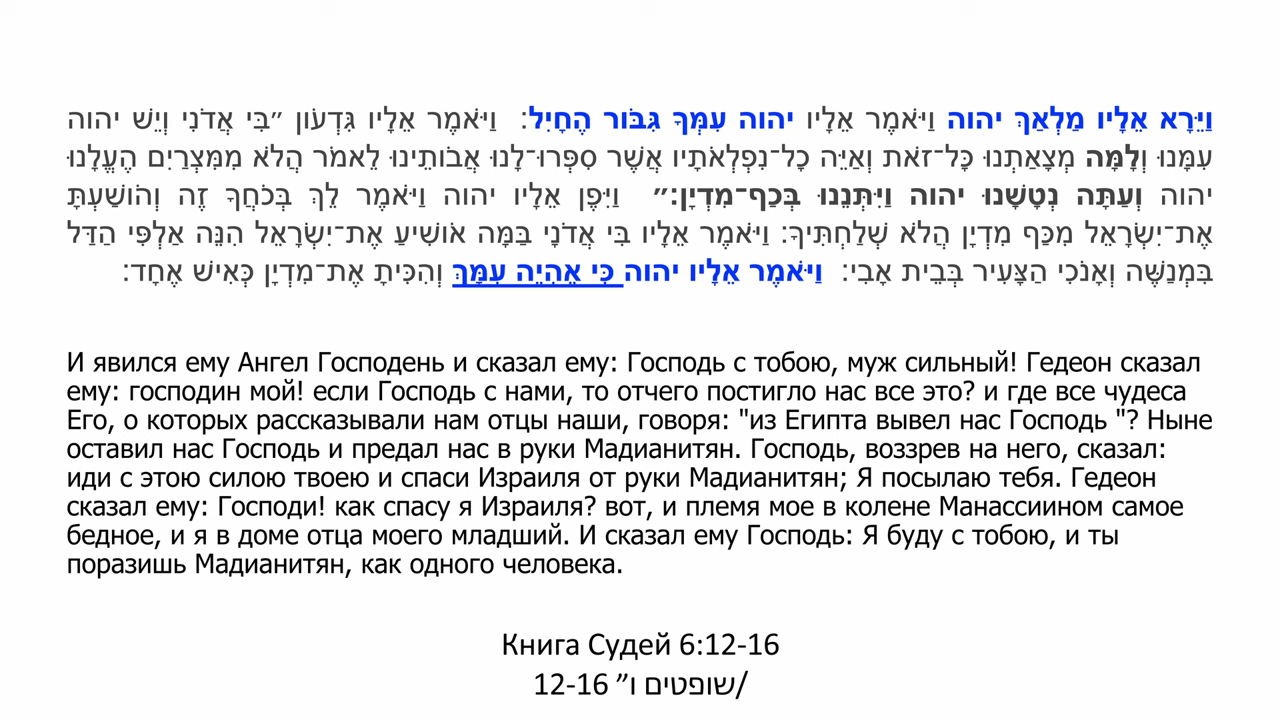 וַיֵּרָא אֵלָיו מַלְאַךְ יהוה וַיֹּאמֶר אֵלָיו יהוה עִמְּךָ גִּבּוֹר הֶחָיִל׃ וַיֹּאמֶר אֵלָיו גִּדְעוֹן ״בִּי אֲדֹנִי וְיֵשׁ יהוה
עִמָּנוּ וְלָמָּה מְצָאַתְנוּ כָּל־זֹאת וְאַיֵּה כָל־נִפְלְאֹתָיו אֲשֶׁר סִפְּרוּ־לָנוּ אֲבוֹתֵינוּ לֵאמֹר הֲלֹא מִמִּצְרַיִם הֶעֱלָנוּ
יהוה וְעַתָּה נְטָשָׁנוּ יהוה וַיִּתְּנֵנוּ בְּכַף־מִדְיָן׃״ וַיִּפֶן אֵלָיו יהוה וַיֹּאמֶר לֵךְ בְּכֹחֲךָ זֶה וְהוֹשַׁעְתָּ
אֶת־יִשְׂרָאֵל מִכַּף מִדְיָן הֲלֹא שְׁלַחְתִּיךָ׃ וַיֹּאמֶר אֵלָיו בִּי אֲדֹנָי בַּמָּה אוֹשִׁיעַ אֶת־יִשְׂרָאֵל הִנֵּה אַלְפִּי הַדַּל
בִּמְנַשֶּׁה וְאָנֹכִי הַצָּעִיר בְּבֵית אָבִי׃ וַיֹּאמֶר אֵלָיו יהוה כִּי אֶהְיֶה עִמָּךְ וְהִכִּיתָ אֶת־מִדְיָן כְּאִישׁ אֶחָד׃
И явился ему Ангел Господень и сказал ему: Господь с тобою, муж сильный! Гедеон сказал
ему: господин мой! если Господь с нами, то отчего постигло нас все это? и где все чудеса
Его, о которых рассказывали нам отцы наши, говоря: "из Египта вывел нас Господь "? Ныне
оставил нас Господь и предал нас в руки Мадианитян. Господь, воззрев на него, сказал:
иди с этою силою твоею и спаси Израиля от руки Мадианитян; Я посылаю тебя. Гедеон
сказал ему: Господи! как спасу я Израиля? вот, и племя мое в колене Манассиином самое
бедное, и я в доме отца моего младший. И сказал ему Господь: Я буду с тобою, и ты
поразишь Мадианитян, как одного человека.
Книга Судей 6:12-16
/שופטים ו״ 12-16